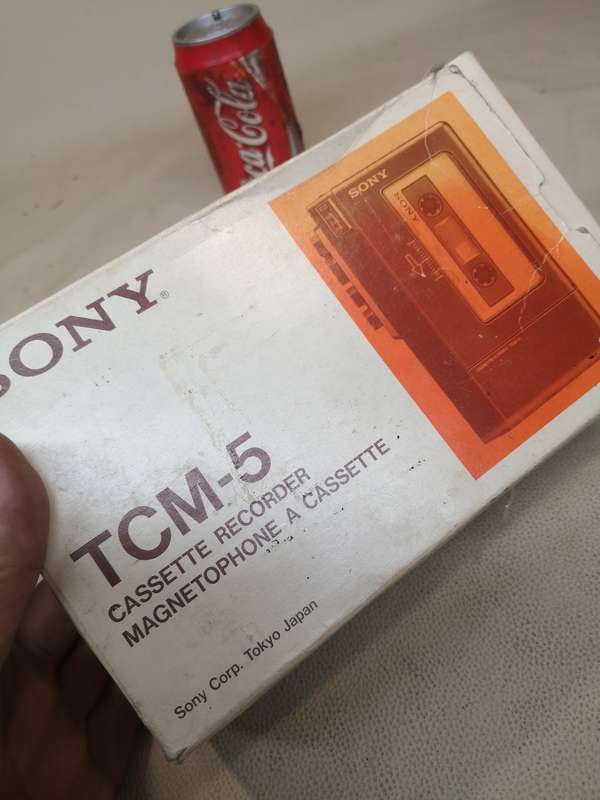 Coca-Cola
SONY®
TCM-5
CASSETTE RECORDER
MAGNETOPHONE A CASSETTE
Sony Corp. Tokyo Japan
SONY
SONY